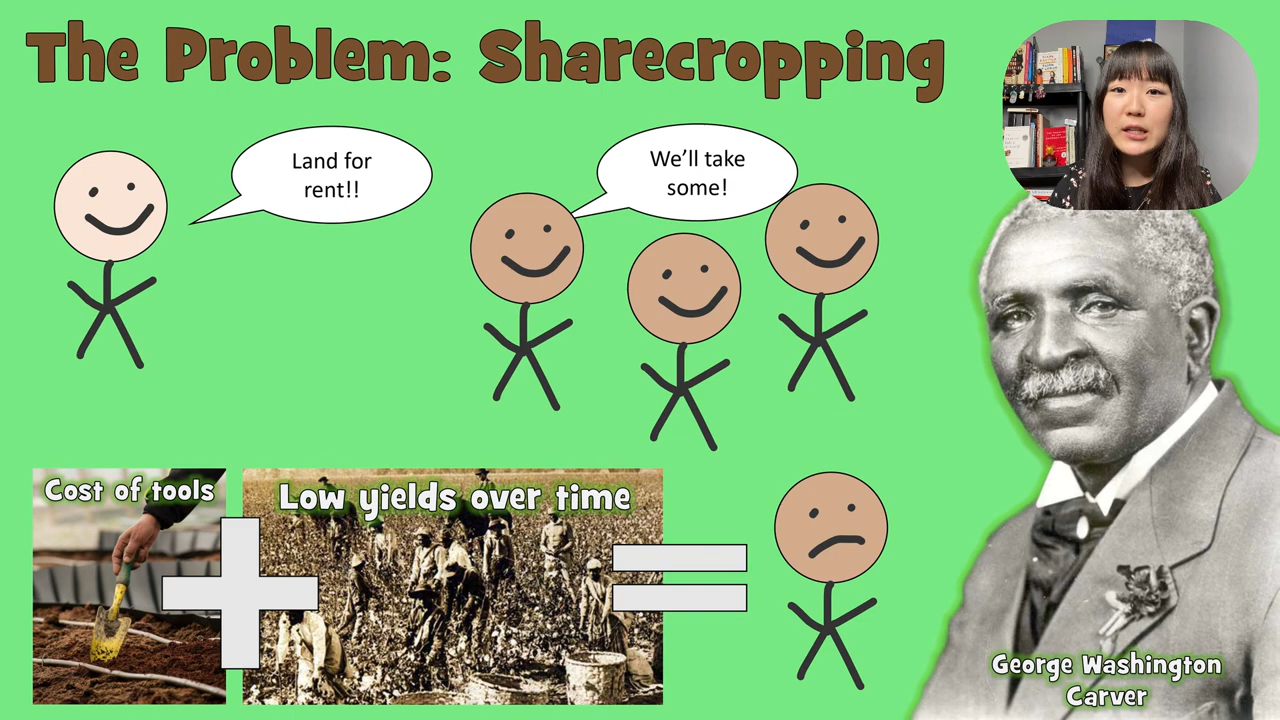 The Problem: Sharecropping
Land for
rent!!
We'll take
some!
Cost of tools
Low yields over time
George Washington
Carver